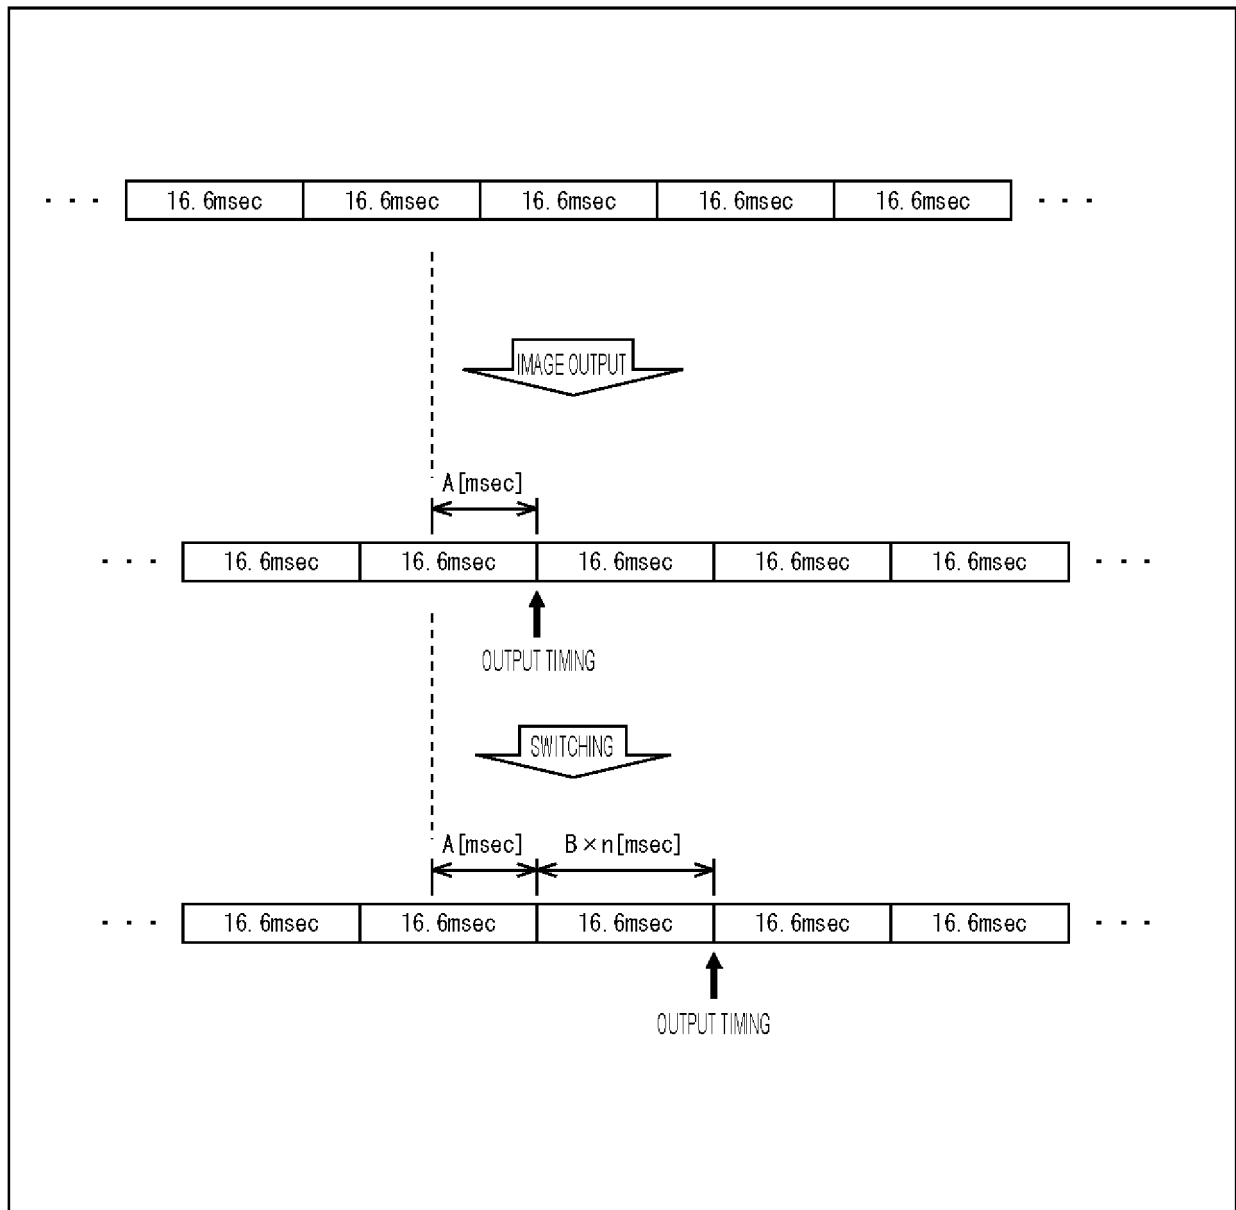 . . . 16.6msec 16.6msec 16.6msec 16.6msec 16.6msec . . .
IMAGE OUTPUT
A[msec]
. . . 16.6msec 16.6msec 16.6msec 16.6msec 16.6msec . . .
OUTPUT TIMING
SWITCHING
A[msec] B×n[msec]
. . . 16.6msec 16.6msec 16.6msec 16.6msec 16.6msec . . .
OUTPUT TIMING